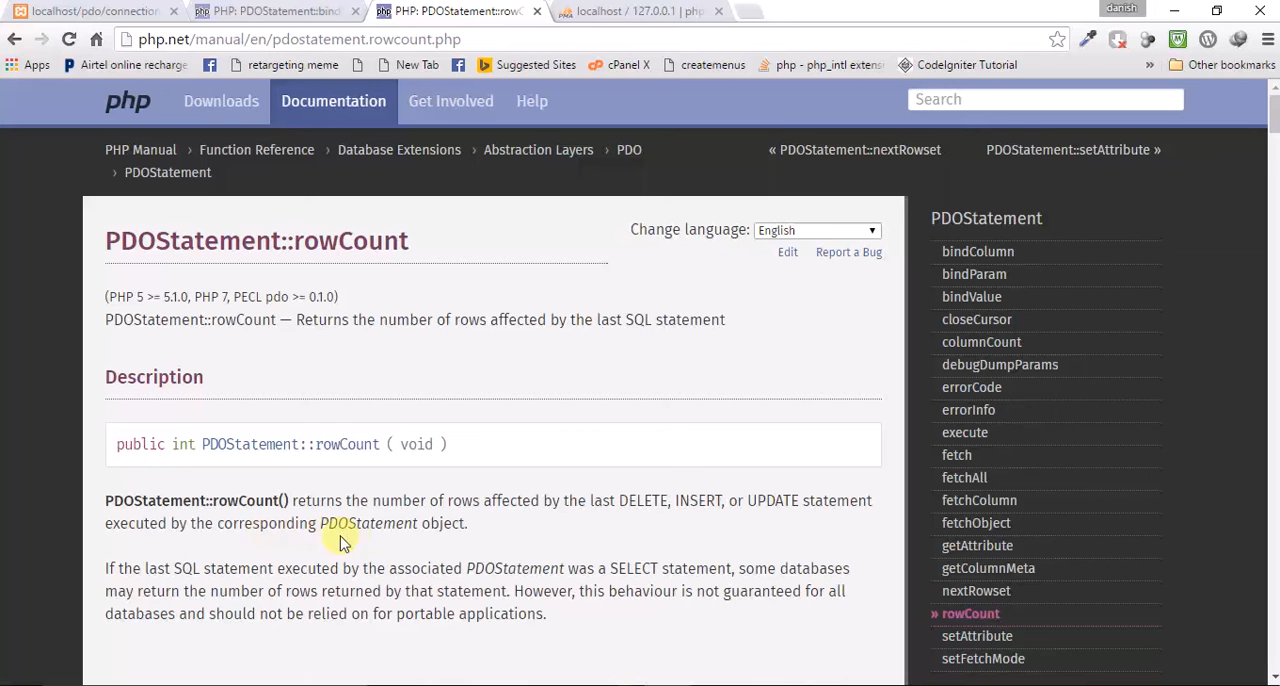 localhost/pdo/connection
PHP: PDOStatement::bind
PHP: PDOStatement::row
localhost / 127.0.0.1 | php
danish
php.net/manual/en/pdostatement.rowcount.php
Apps Airtel online recharge retargeting meme New Tab Suggested Sites cPanel X createmenus php - php_intl extens CodeIgniter Tutorial » Other bookmarks
php Downloads Documentation Get Involved Help Search
PHP Manual › Function Reference › Database Extensions › Abstraction Layers › PDO « PDOStatement::nextRowset PDOStatement::setAttribute »
› PDOStatement
PDOStatement::rowCount
Change language: English
Edit Report a Bug
(PHP 5 >= 5.1.0, PHP 7, PECL pdo >= 0.1.0)
PDOStatement::rowCount — Returns the number of rows affected by the last SQL statement
Description
public int PDOStatement::rowCount ( void )
PDOStatement::rowCount() returns the number of rows affected by the last DELETE, INSERT, or UPDATE statement
executed by the corresponding PDOStatement object.
If the last SQL statement executed by the associated PDOStatement was a SELECT statement, some databases
may return the number of rows returned by that statement. However, this behaviour is not guaranteed for all
databases and should not be relied on for portable applications.
PDOStatement
bindColumn
bindParam
bindValue
closeCursor
columnCount
debugDumpParams
errorCode
errorInfo
execute
fetch
fetchAll
fetchColumn
fetchObject
getAttribute
getColumnMeta
nextRowset
» rowCount
setAttribute
setFetchMode